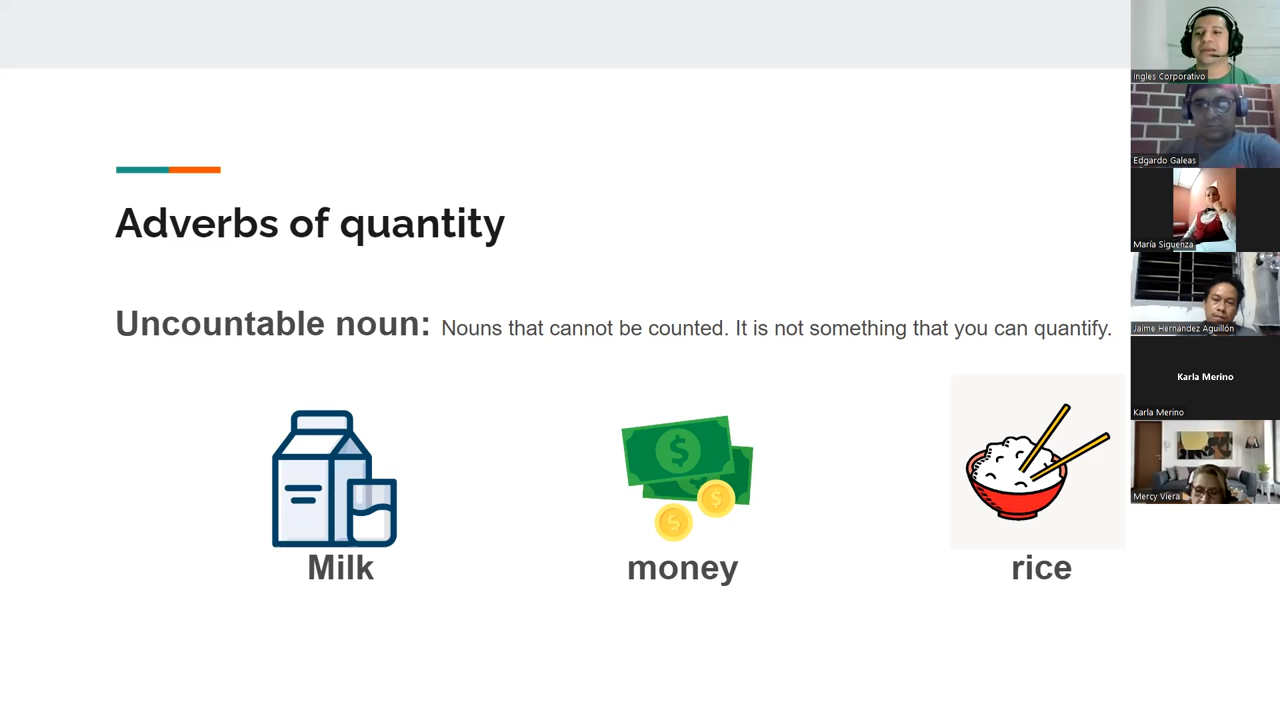 Adverbs of quantity
Uncountable noun: Nouns that cannot be counted. It is not something that you can quantify.
Milk
money
rice
Ingles Corporativo
Edgardo Galeas
María Siguenza
Jaime Hernández Aguillón
Karla Merino
Karla Merino
Mercy Viera